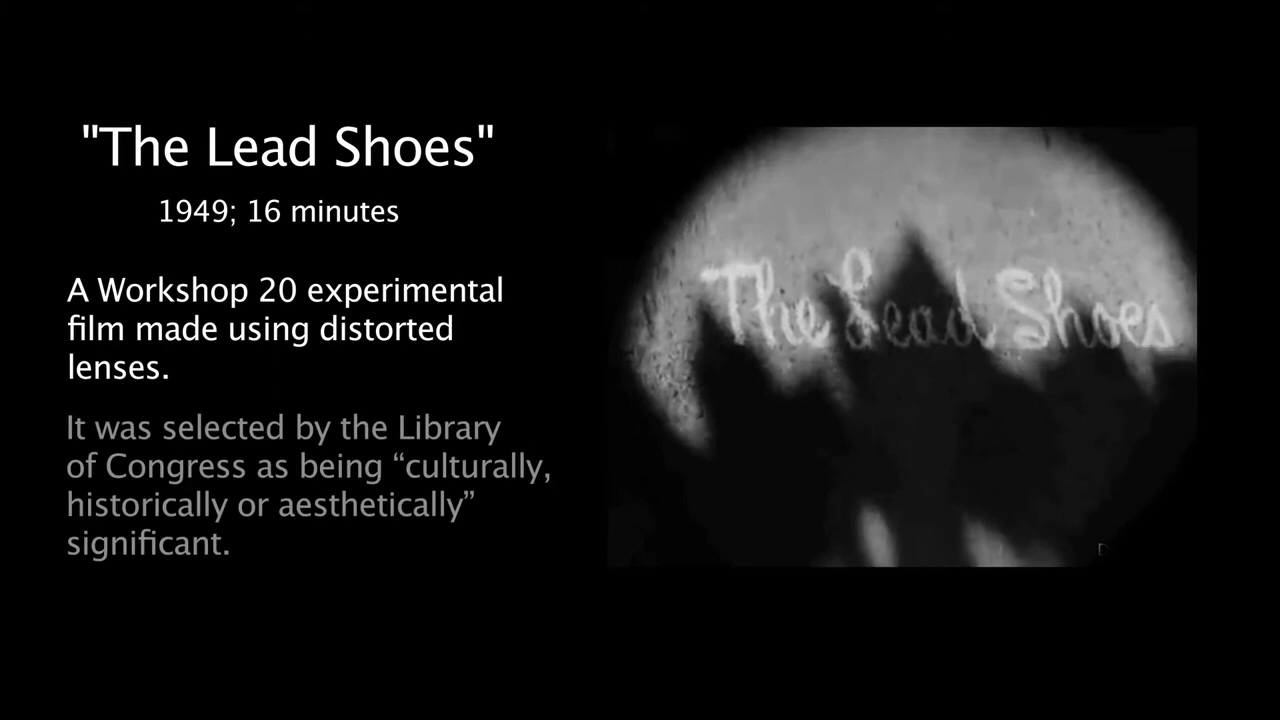 "The Lead Shoes"
1949; 16 minutes
A Workshop 20 experimental
film made using distorted
lenses.
It was selected by the Library
of Congress as being “culturally,
historically or aesthetically”
significant.
The Lead Shoes